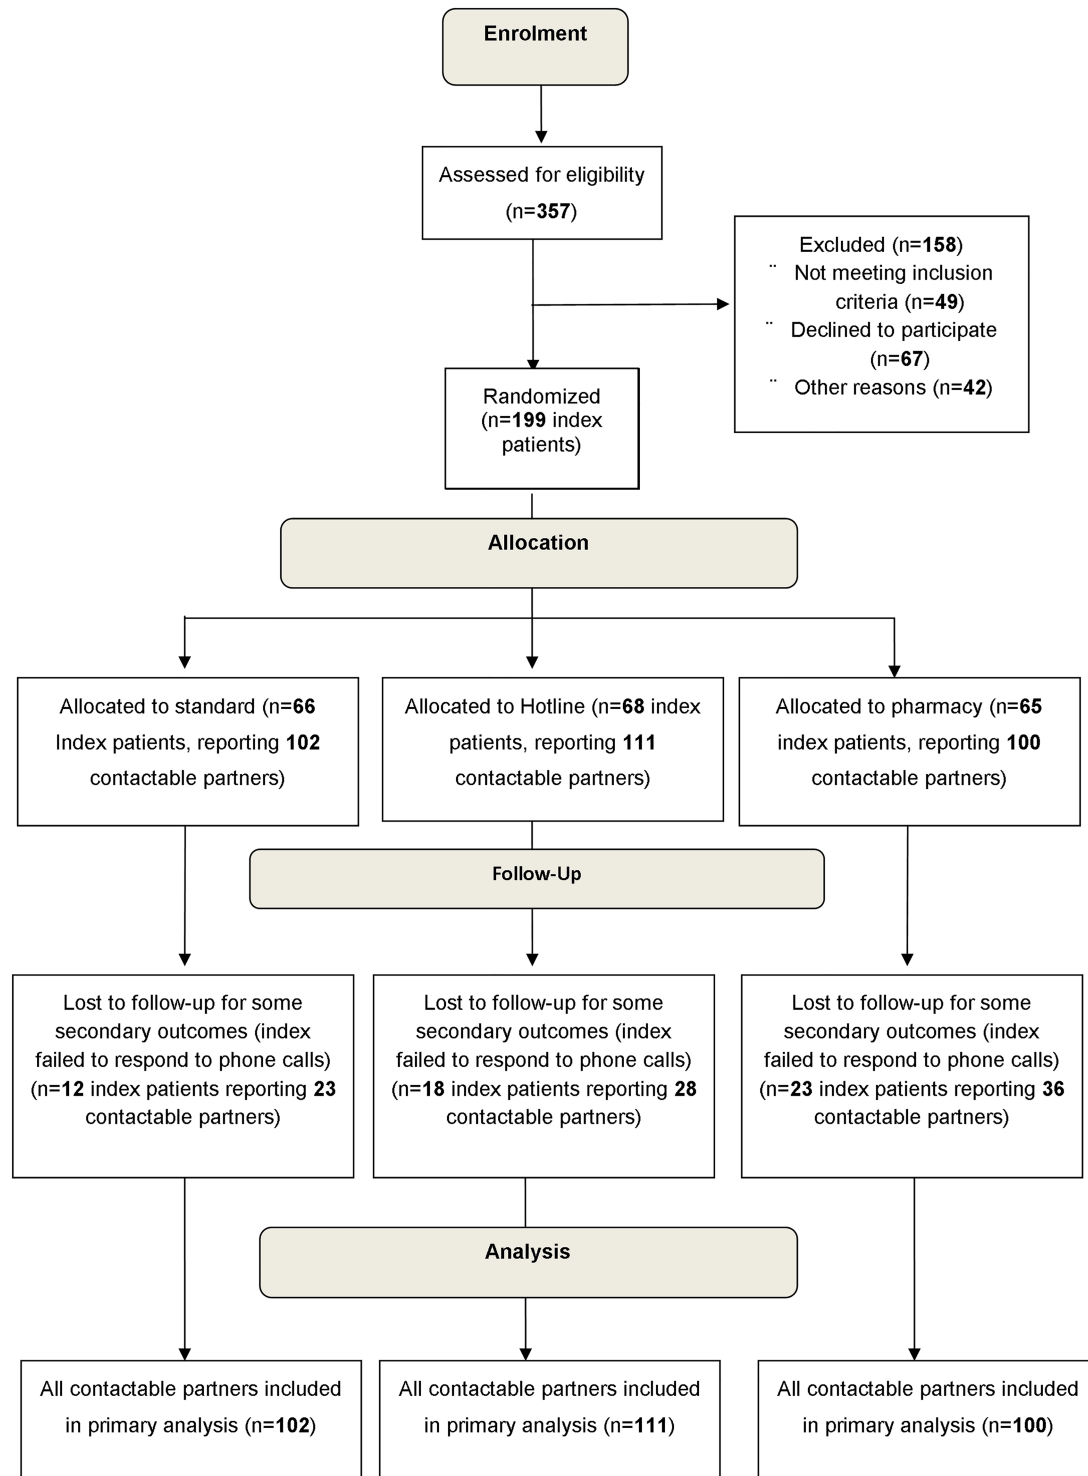 Enrolment
Assessed for eligibility
(n=357)
Excluded (n=158)
¨ Not meeting inclusion
criteria (n=49)
¨ Declined to participate
(n=67)
¨ Other reasons (n=42)
Randomized
(n=199 index
patients)
Allocation
Allocated to standard (n=66
Index patients, reporting 102
contactable partners)
Allocated to Hotline (n=68 index
patients, reporting 111
contactable partners)
Allocated to pharmacy (n=65
index patients, reporting 100
contactable partners)
Follow-Up
Lost to follow-up for some
secondary outcomes (index
failed to respond to phone calls)
(n=12 index patients reporting 23
contactable partners)
Lost to follow-up for some
secondary outcomes (index
failed to respond to phone calls)
(n=18 index patients reporting 28
contactable partners)
Lost to follow-up for some
secondary outcomes (index
failed to respond to phone calls)
(n=23 index patients reporting 36
contactable partners)
Analysis
All contactable partners included
in primary analysis (n=102)
All contactable partners included
in primary analysis (n=111)
All contactable partners included
in primary analysis (n=100)